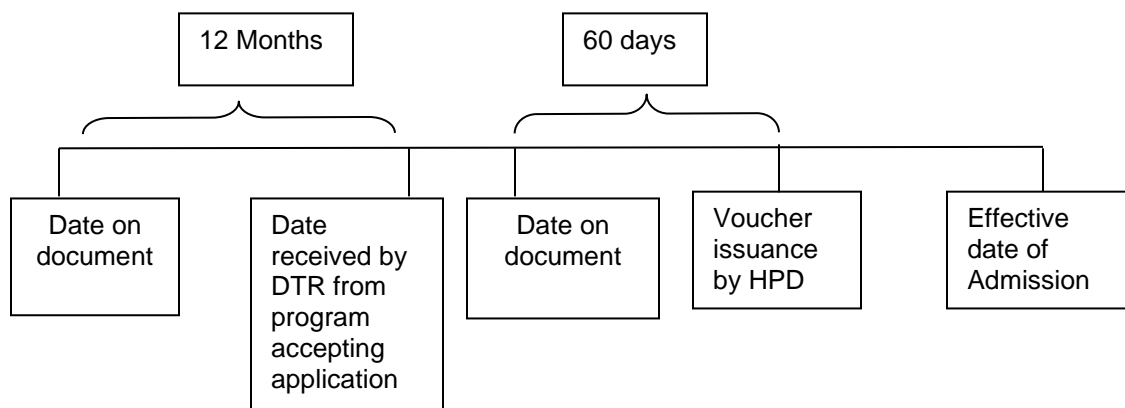 12 Months
60 days
Date on
document
Date
received by
DTR from
program
accepting
application
Date on
document
Voucher
issuance
by HPD
Effective
date of
Admission